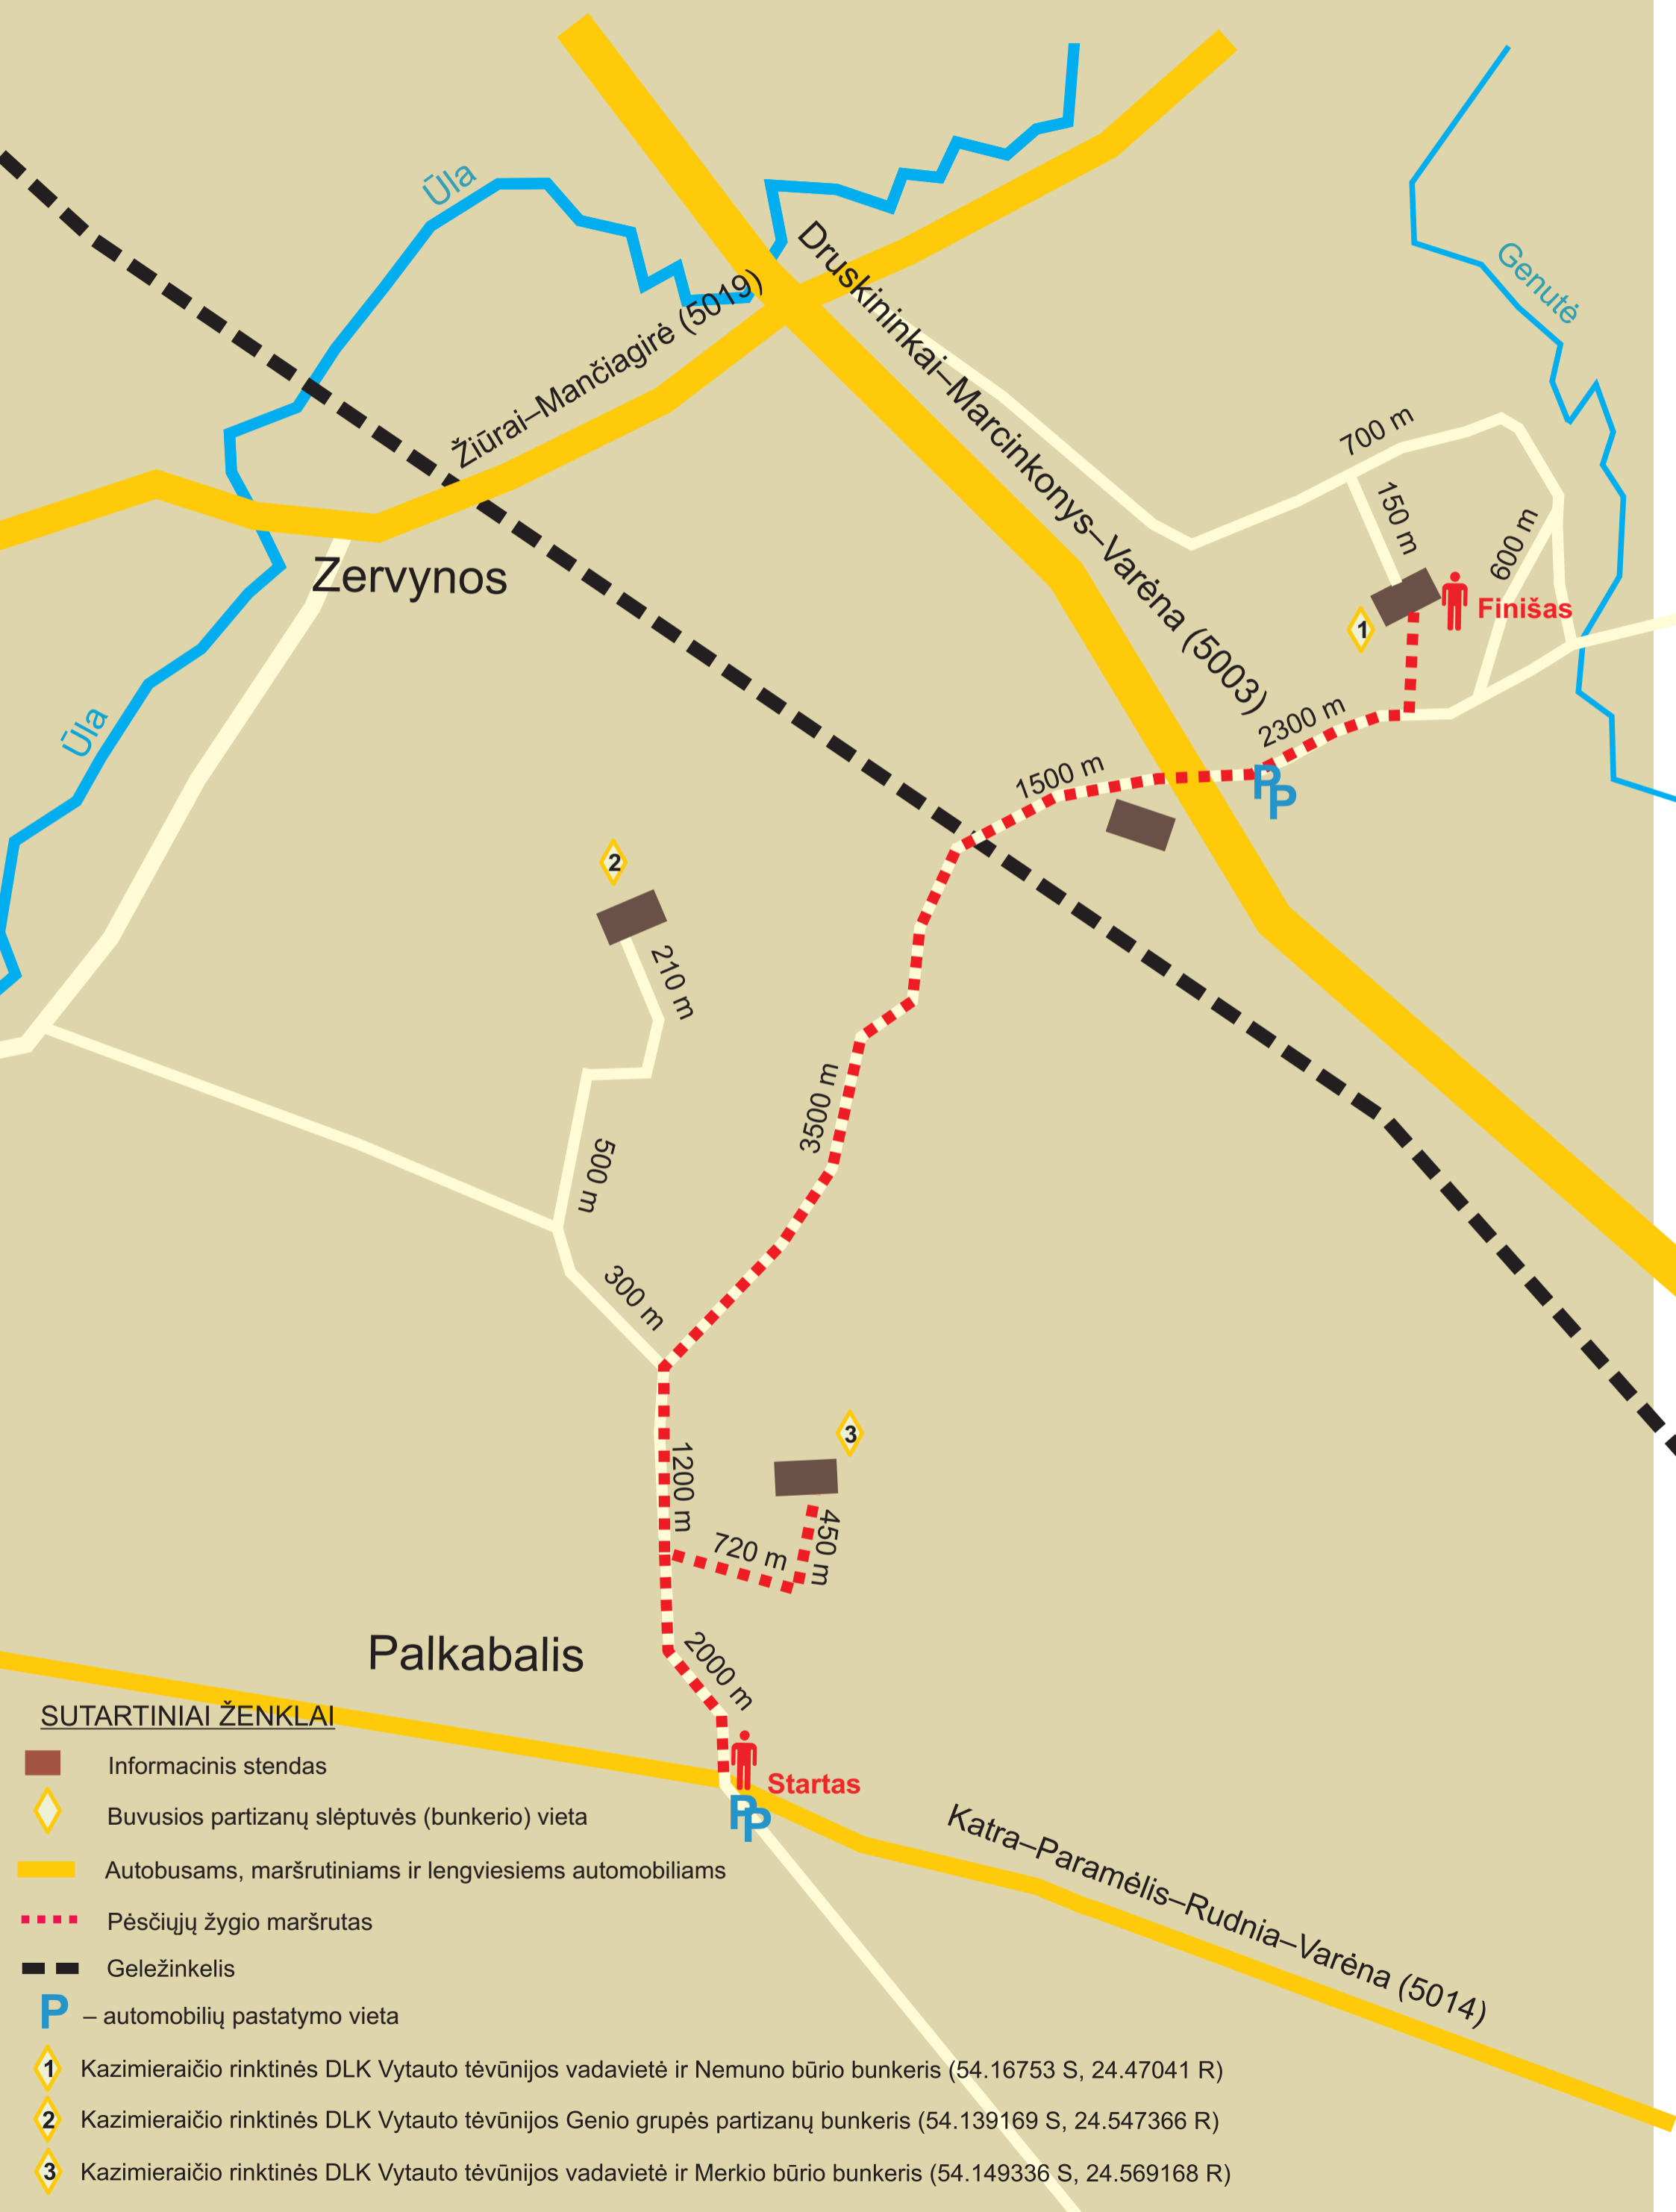 Ūla
Genutė
Druskininkai–Marcinkonys–Varėna (5003)
Žiūrai–Mančiagirė (5019)
700 m
150 m
600 m
Zervynos
1
Finišas
Ūla
2300 m
1500 m
P
P
2
210 m
3500 m
500 m
300 m
3
1200 m
450 m
720 m
Palkabalis
2000 m
Startas
P
P
Katra–Paramėlis–Rudnia–Varėna (5014)
SUTARTINIAI ŽENKLAI
Informacinis stendas
Buvusios partizanų slėptuvės (bunkerio) vieta
Autobusams, maršrutiniams ir lengviesiems automobiliams
Pėsčiųjų žygio maršrutas
Geležinkelis
P – automobilių pastatymo vieta
1 Kazimieraičio rinktinės DLK Vytauto tėvūnijos vadavietė ir Nemuno būrio bunkeris (54.16753 S, 24.47041 R)
2 Kazimieraičio rinktinės DLK Vytauto tėvūnijos Genio grupės partizanų bunkeris (54.139169 S, 24.547366 R)
3 Kazimieraičio rinktinės DLK Vytauto tėvūnijos vadavietė ir Merkio būrio bunkeris (54.149336 S, 24.569168 R)